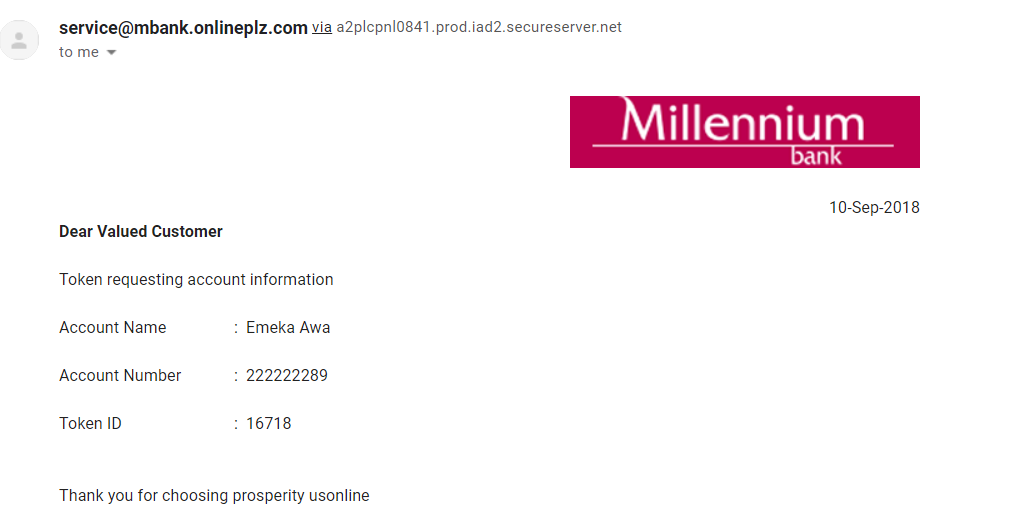 service@mbank.onlineplz.com via a2plcpnl0841.prod.iad2.secureserver.net
to me
Millennium
bank
10-Sep-2018
Dear Valued Customer
Token requesting account information
Account Name : Emeka Awa
Account Number : 222222289
Token ID : 16718
Thank you for choosing prosperity usonline